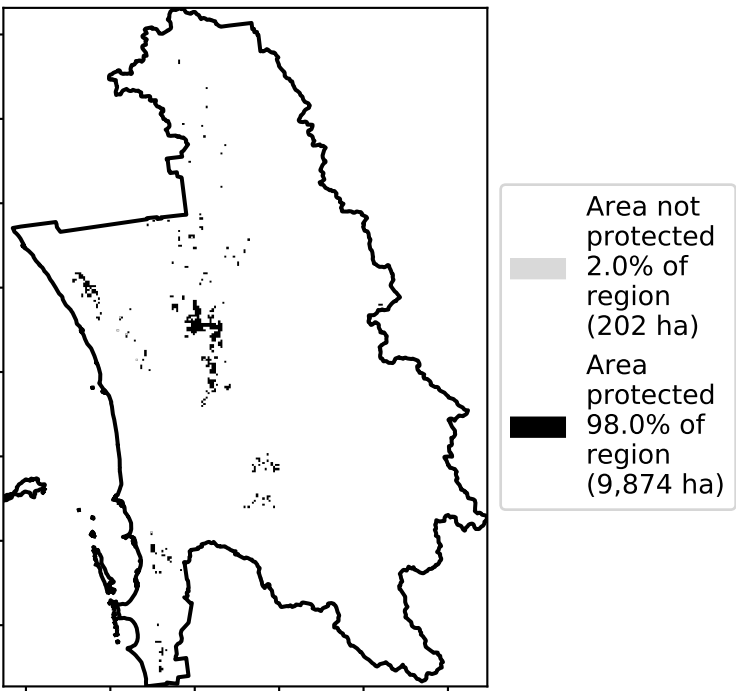 Area not
protected
2.0% of
region
(202 ha)
Area
protected
98.0% of
region
(9,874 ha)